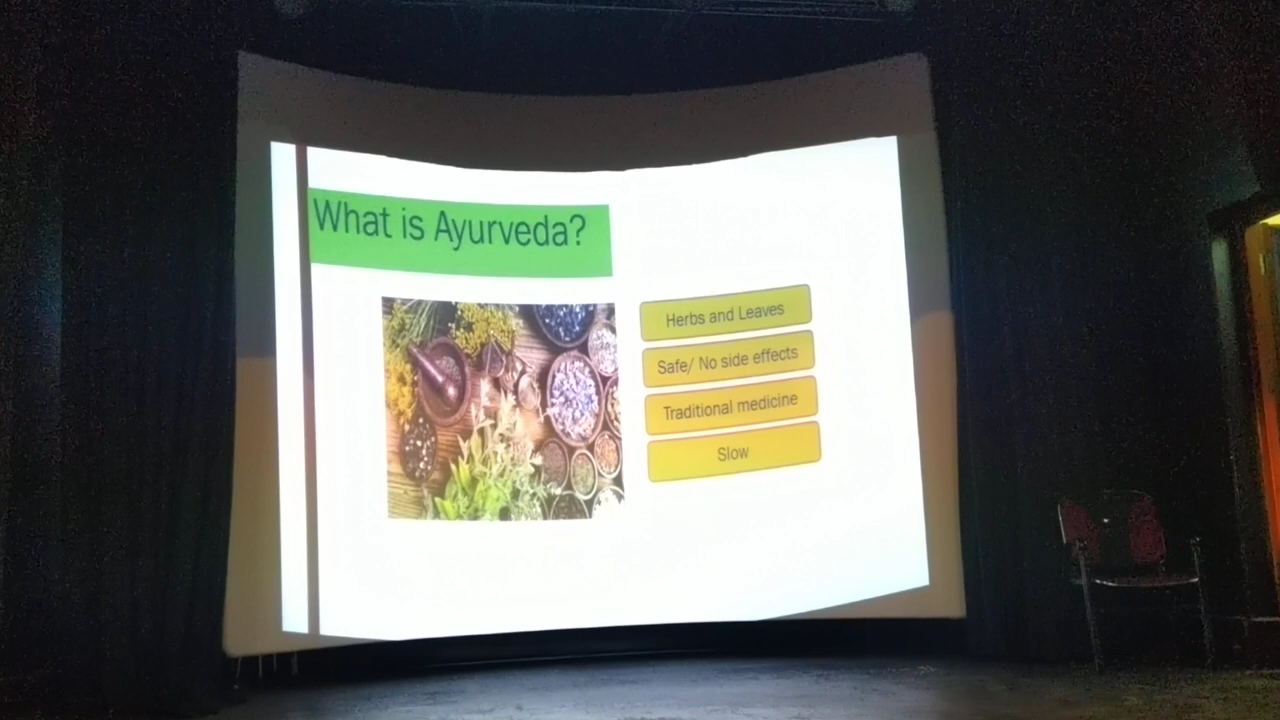 What is Ayurveda?
Herbs and Leaves
Safe/ No side effects
Traditional medicine
Slow